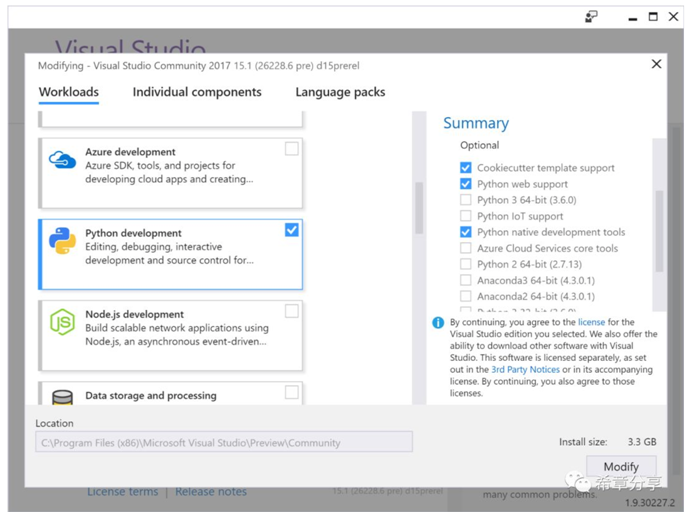 Visual Studio
Modifying - Visual Studio Community 2017 15.1 (26228.6 pre) d15prerel
Workloads
Individual components
Language packs
Azure development
Azure SDK, tools, and projects for
developing cloud apps and creating...
Python development
Editing, debugging, interactive
development and source control for...
Node.js development
Build scalable network applications using
Node.js, an asynchronous event-driven...
Data storage and processing
Summary
Optional
Cookiecutter template support
Python web support
Python 3 64-bit (3.6.0)
Python IoT support
Python native development tools
Azure Cloud Services core tools
Python 2 64-bit (2.7.13)
Anaconda3 64-bit (4.3.0.1)
Anaconda2 64-bit (4.3.0.1)
By continuing, you agree to the license for the
Visual Studio edition you selected. We also offer the
ability to download other software with Visual
Studio. This software is licensed separately, as set
out in the 3rd Party Notices or in its accompanying
license. By continuing, you also agree to those
licenses.
Location
C:\Program Files (x86)\Microsoft Visual Studio\Preview\Community
Install size: 3.3 GB
Modify
希章分享
License terms | Release notes
15.1 (26228.6 pre) d15prerel
many common problems.
1.9.30227.2